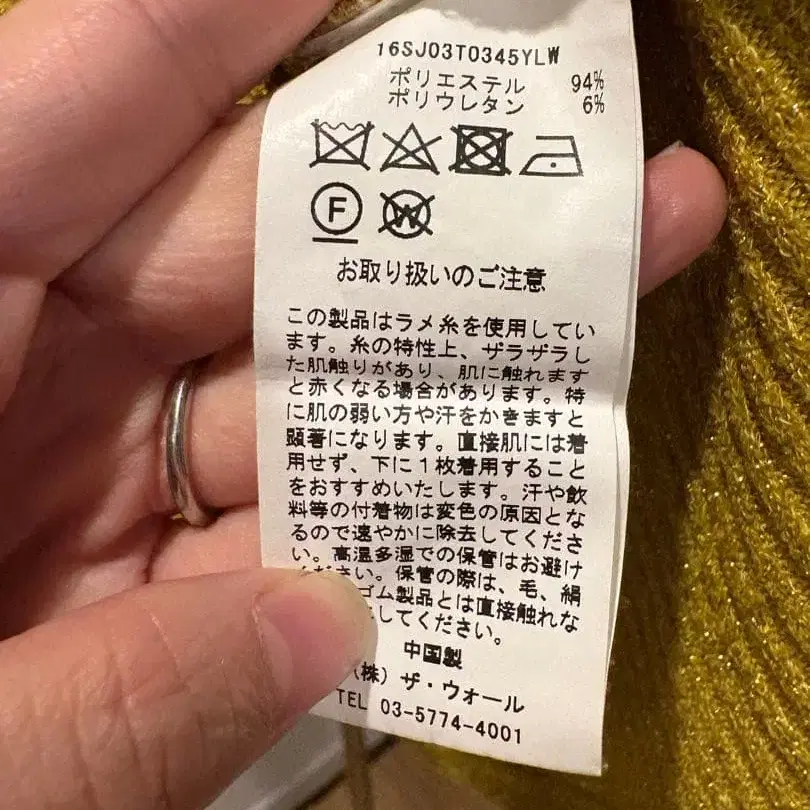 16SJ03T0345YLW
ポリエステル 94%
ポリウレタン 6%
F W
お取り扱いのご注意
この製品はラメ糸を使用してい
ます。糸の特性上、ザラザラし
た肌触りがあり、肌に触れます
と赤くなる場合があります。特
に肌の弱い方や汗をかきますと
顕著になります。直接肌には着
用せず、下に1枚着用すること
をおすすめいたします。汗や飲
料等の付着物は変色の原因とな
るので速やかに除去してくださ
い。高温多湿での保管はお避け
ください。保管の際は、毛、絹
ゴム製品とは直接触れな
してください。
中国製
(株)ザ・ウォール
TEL 03-5774-4001